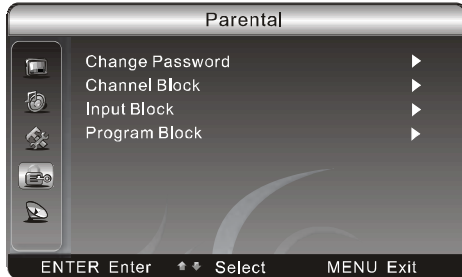 Parental
Change Password
Channel Block
Input Block
Program Block
ENTER Enter Select MENU Exit